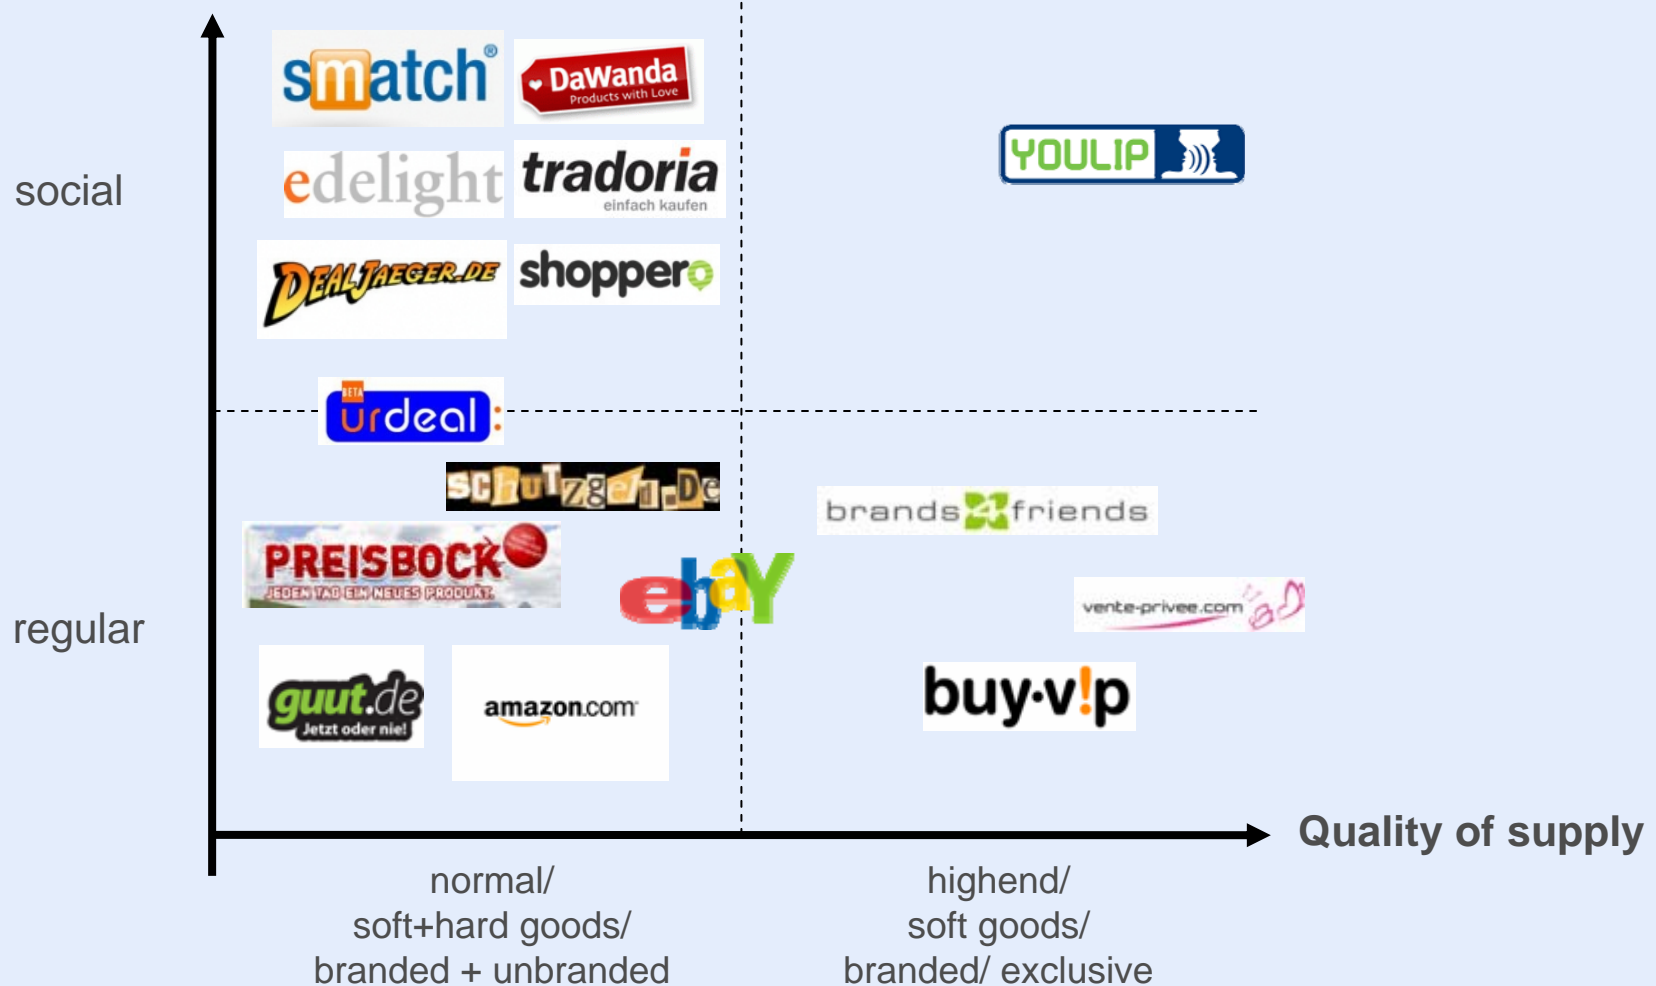 smatch®
DaWanda
Products with Love
social
edelight
tradoria
einfach kaufen
YOULIP
DEALJAEGER.DE
shoppero
BETA
urdeal:
schutzgeld.De
brands4friends
PREISBOCK
JEDEN TAG EIN NEUES PRODUKT.
ebay
vente-privee.com
regular
guut.de
Jetzt oder nie!
amazon.com
buy·v!p
Quality of supply
normal/
soft+hard goods/
branded + unbranded
highend/
soft goods/
branded/ exclusive